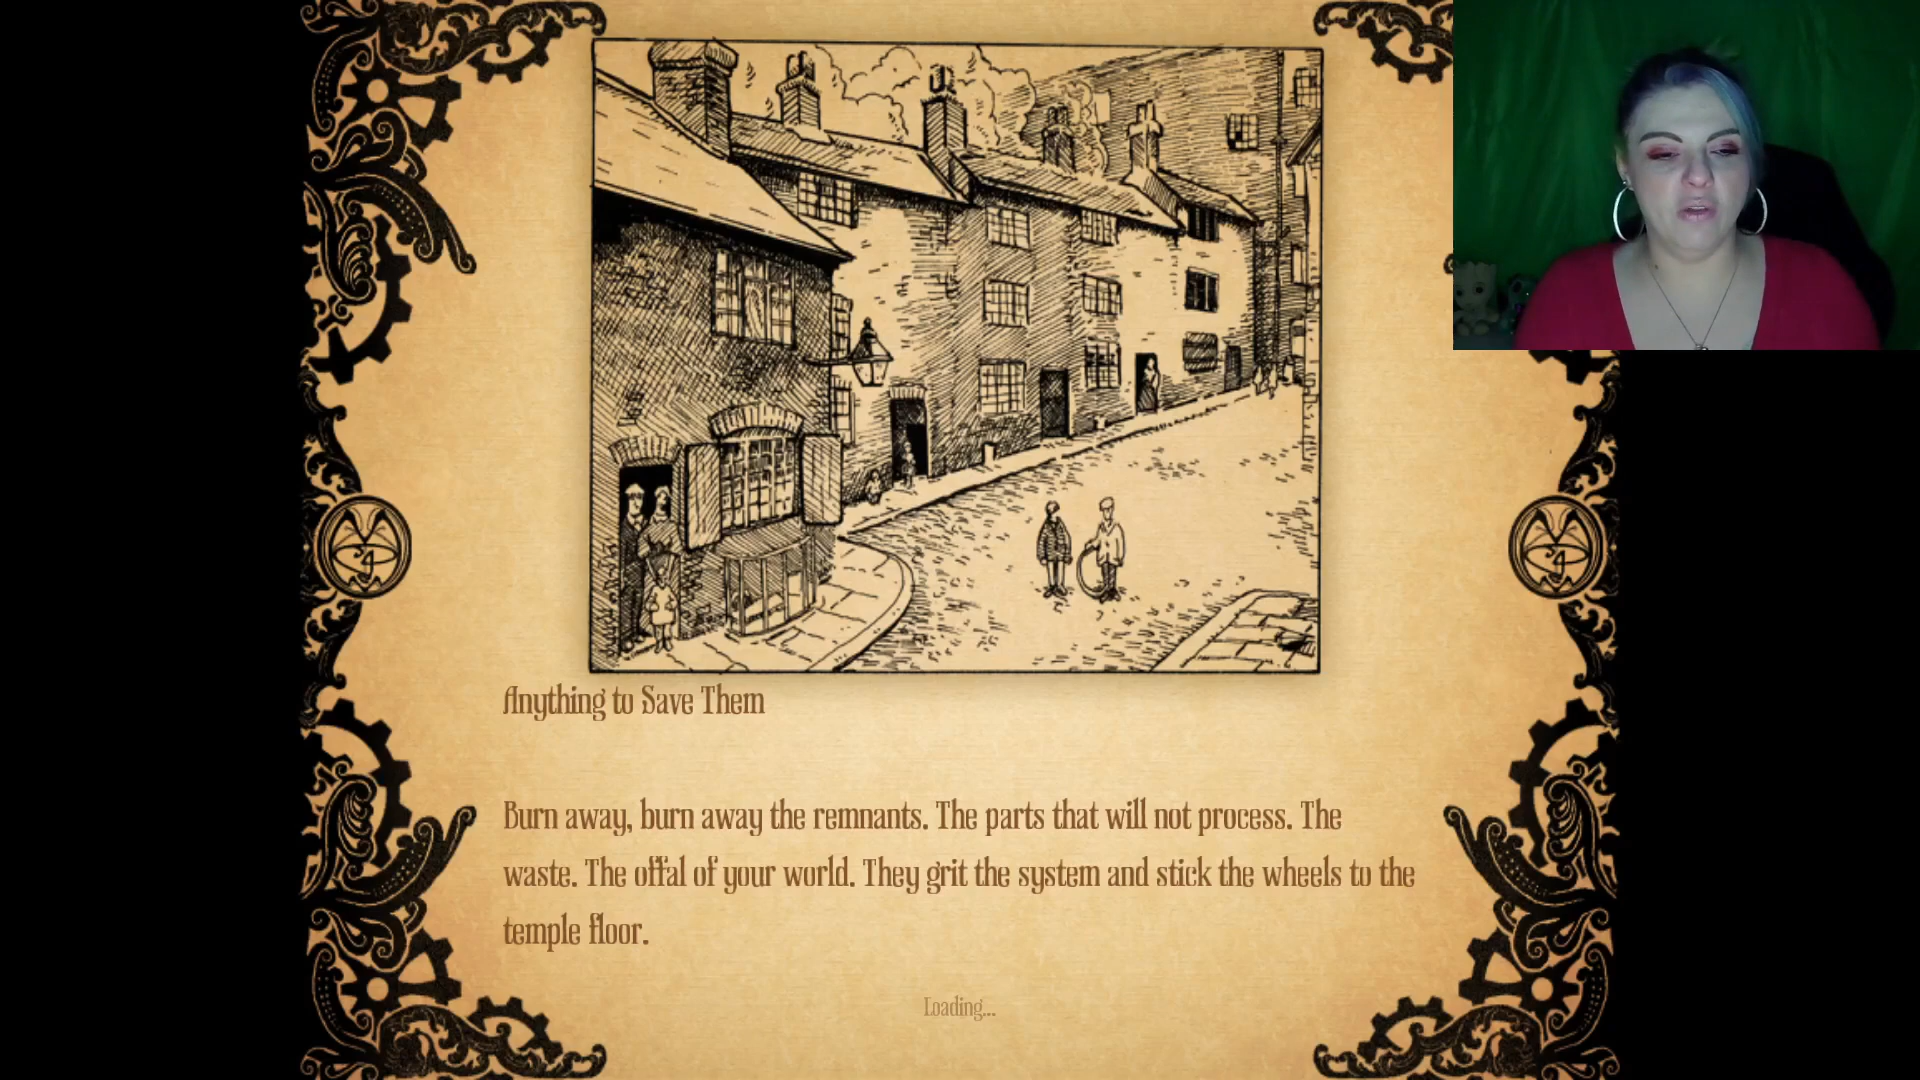 Anything to Save Them
Burn away, burn away the remnants. The parts that will not process. The
waste. The offal of your world. They grit the system and stick the wheels to the
temple floor.
Loading...